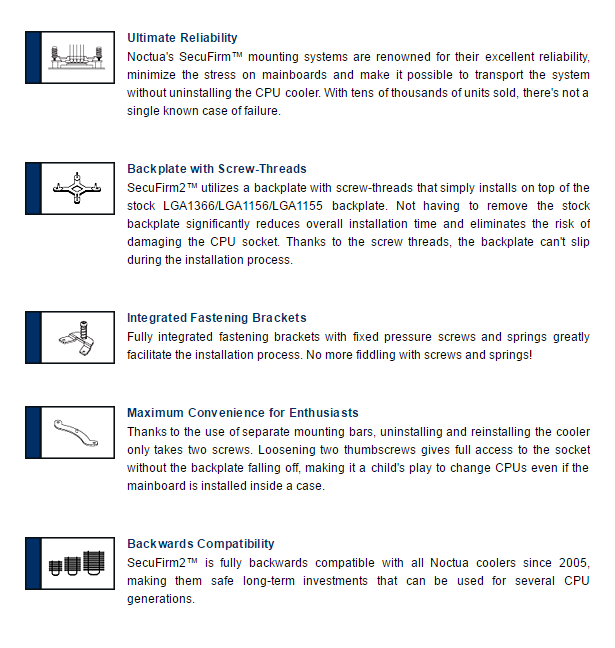 Ultimate Reliability
Noctua's SecuFirm™ mounting systems are renowned for their excellent reliability,
minimize the stress on mainboards and make it possible to transport the system
without uninstalling the CPU cooler. With tens of thousands of units sold, there's not a
single known case of failure.
Backplate with Screw-Threads
SecuFirm2™ utilizes a backplate with screw-threads that simply installs on top of the
stock LGA1366/LGA1156/LGA1155 backplate. Not having to remove the stock
backplate significantly reduces overall installation time and eliminates the risk of
damaging the CPU socket. Thanks to the screw threads, the backplate can't slip
during the installation process.
Integrated Fastening Brackets
Fully integrated fastening brackets with fixed pressure screws and springs greatly
facilitate the installation process. No more fiddling with screws and springs!
Maximum Convenience for Enthusiasts
Thanks to the use of separate mounting bars, uninstalling and reinstalling the cooler
only takes two screws. Loosening two thumbscrews gives full access to the socket
without the backplate falling off, making it a child's play to change CPUs even if the
mainboard is installed inside a case.
Backwards Compatibility
SecuFirm2™ is fully backwards compatible with all Noctua coolers since 2005,
making them safe long-term investments that can be used for several CPU
generations.